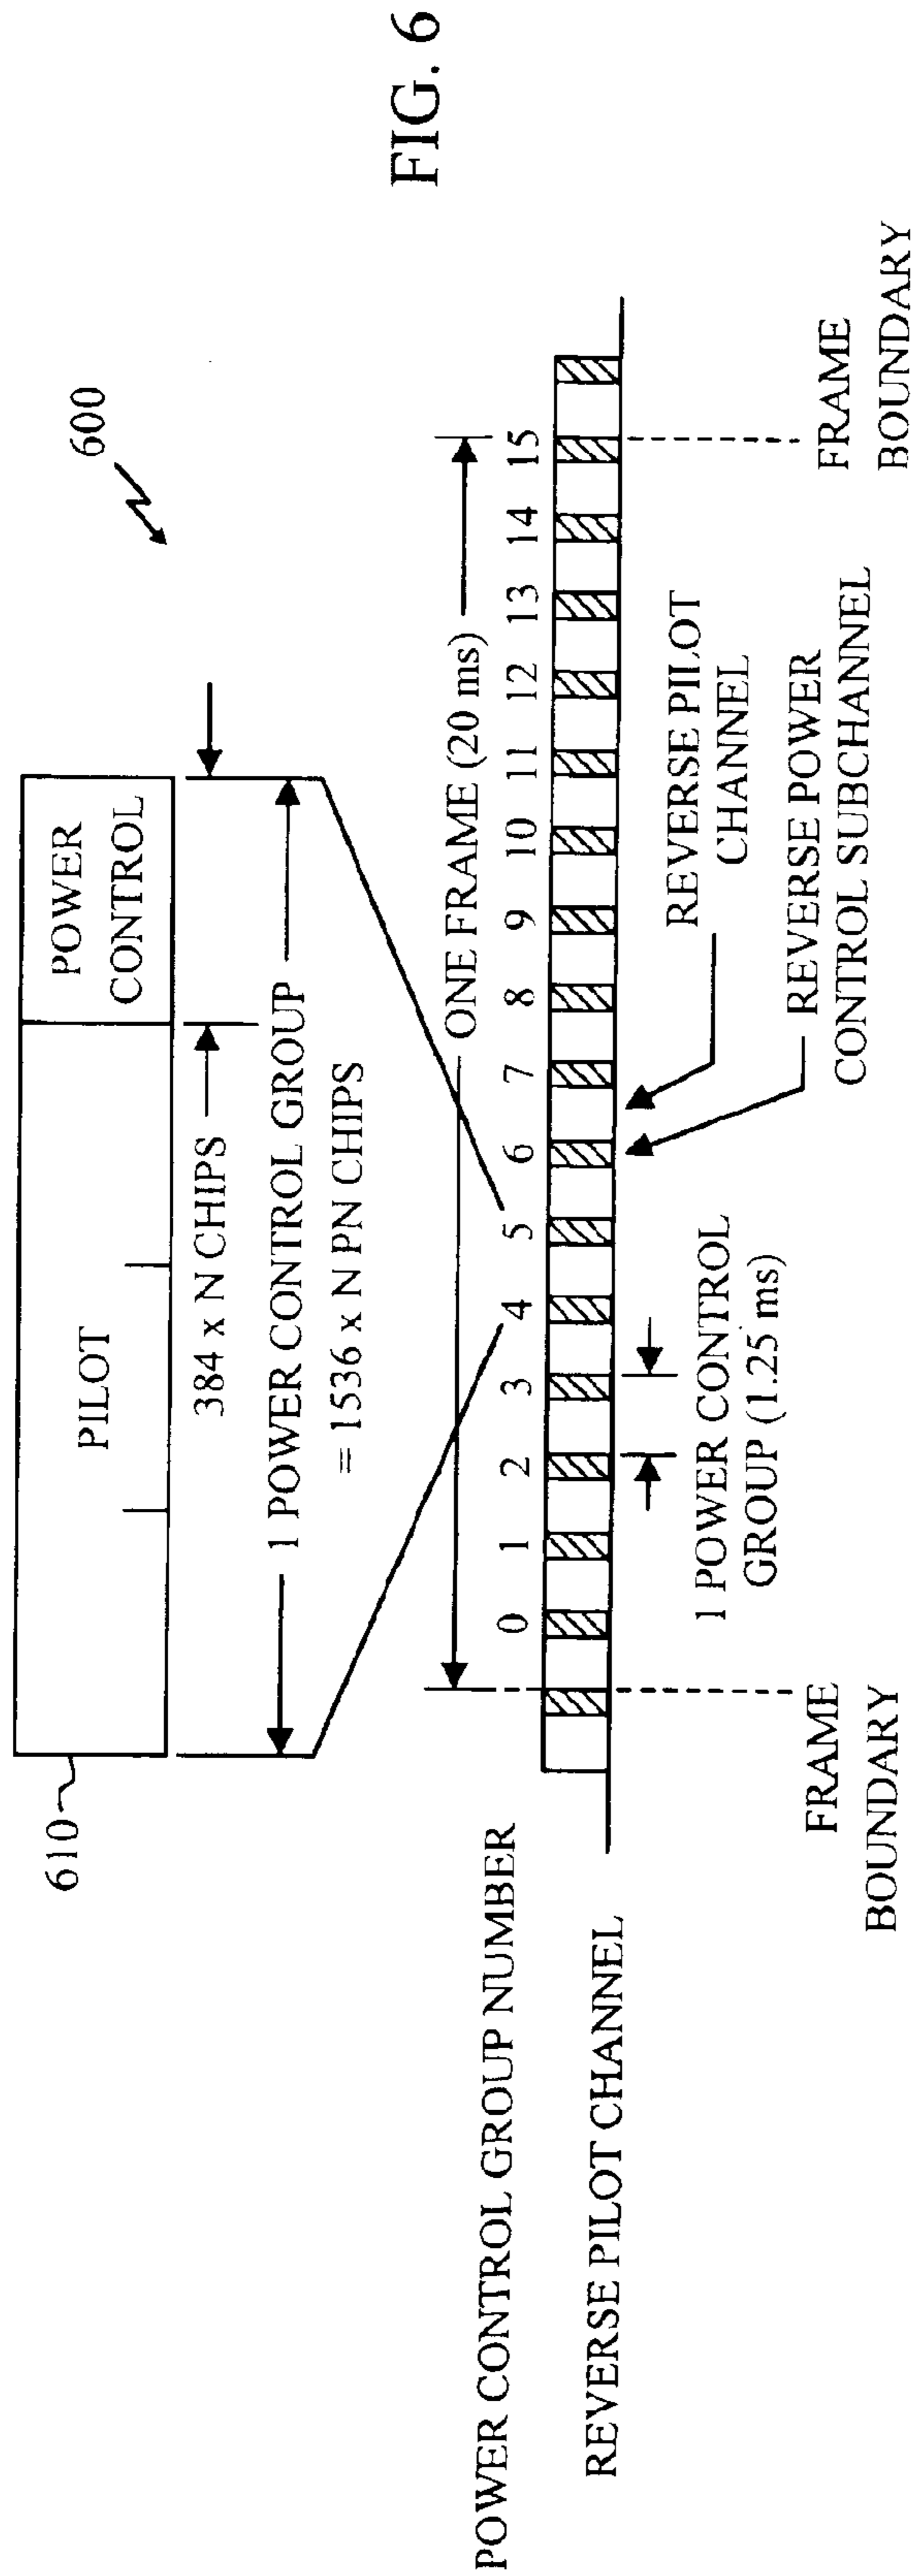 610
PILOT
POWER
CONTROL
600
384 x N CHIPS
1 POWER CONTROL GROUP
= 1536 x N PN CHIPS
FIG. 6
ONE FRAME (20 ms)
POWER CONTROL GROUP NUMBER
0 1 2 3 4 5 6 7 8 9 10 11 12 13 14 15
REVERSE PILOT CHANNEL
1 POWER CONTROL
GROUP (1.25 ms)
REVERSE PILOT
CHANNEL
REVERSE POWER
CONTROL SUBCHANNEL
FRAME
BOUNDARY
FRAME
BOUNDARY